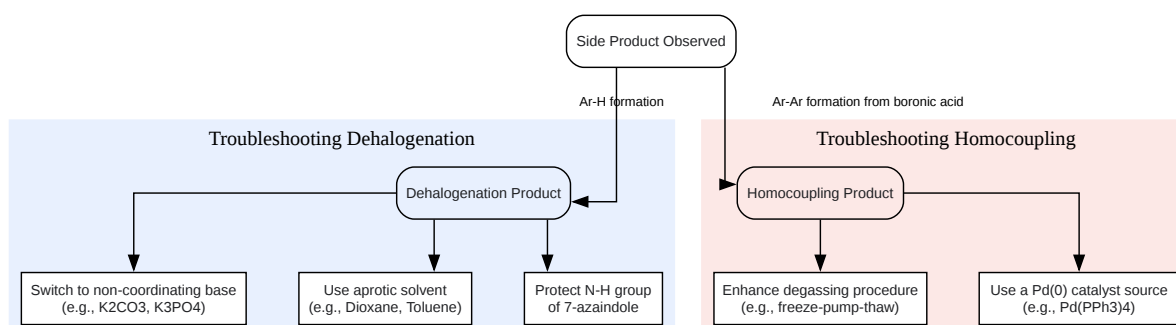 Side Product Observed
Ar-H formation
Ar-Ar formation from boronic acid
Troubleshooting Dehalogenation
Troubleshooting Homocoupling
Dehalogenation Product
Homocoupling Product
Switch to non-coordinating base
(e.g., K2CO3, K3PO4)
Use aprotic solvent
(e.g., Dioxane, Toluene)
Protect N-H group
of 7-azaindole
Enhance degassing procedure
(e.g., freeze-pump-thaw)
Use a Pd(0) catalyst source
(e.g., Pd(PPh3)4)